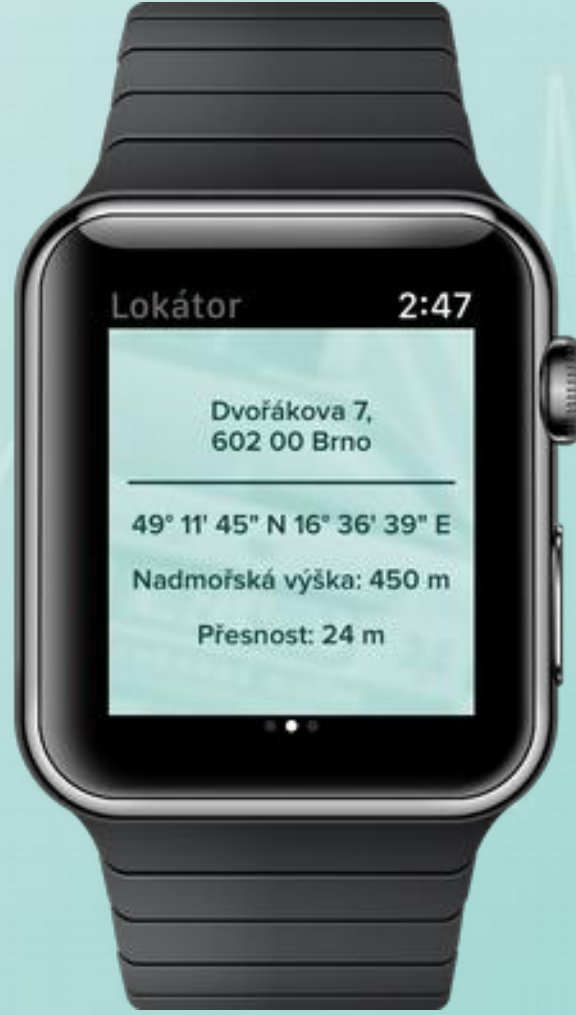 Lokátor 2:47
Dvořákova 7,
602 00 Brno
49° 11' 45" N 16° 36' 39" E
Nadmořská výška: 450 m
Přesnost: 24 m